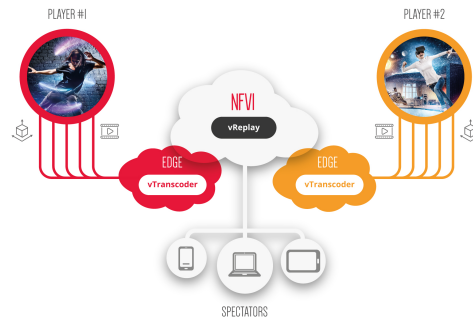 PLAYER #1
PLAYER #2
NFVI
vReplay
EDGE
vTranscoder
EDGE
vTranscoder
SPECTATORS